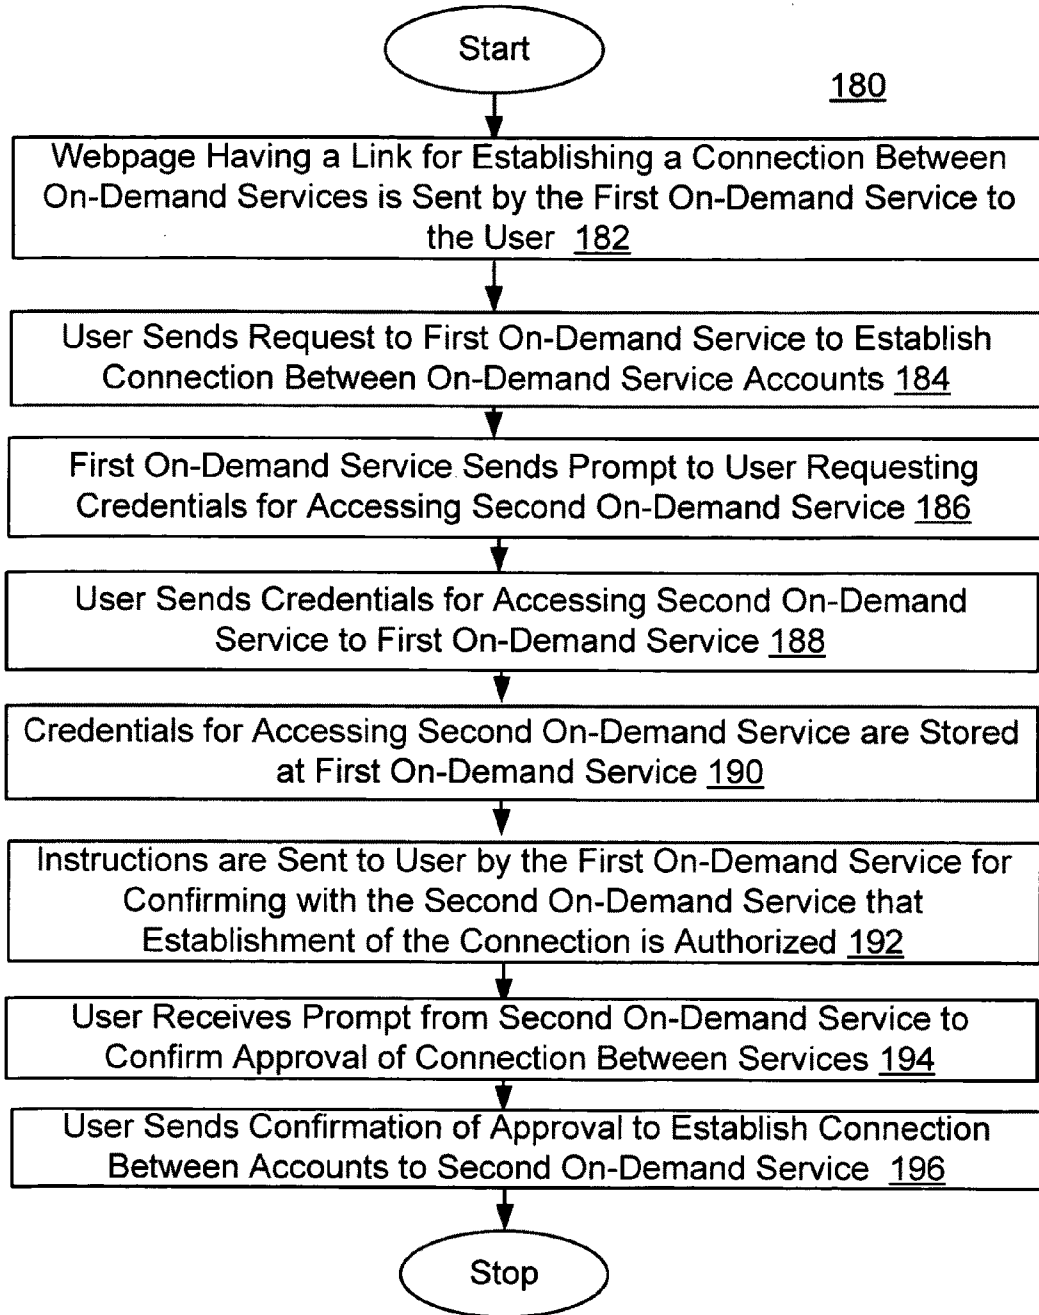 Start
180
Webpage Having a Link for Establishing a Connection Between
On-Demand Services is Sent by the First On-Demand Service to
the User 182
User Sends Request to First On-Demand Service to Establish
Connection Between On-Demand Service Accounts 184
First On-Demand Service Sends Prompt to User Requesting
Credentials for Accessing Second On-Demand Service 186
User Sends Credentials for Accessing Second On-Demand
Service to First On-Demand Service 188
Credentials for Accessing Second On-Demand Service are Stored
at First On-Demand Service 190
Instructions are Sent to User by the First On-Demand Service for
Confirming with the Second On-Demand Service that
Establishment of the Connection is Authorized 192
User Receives Prompt from Second On-Demand Service to
Confirm Approval of Connection Between Services 194
User Sends Confirmation of Approval to Establish Connection
Between Accounts to Second On-Demand Service 196
Stop